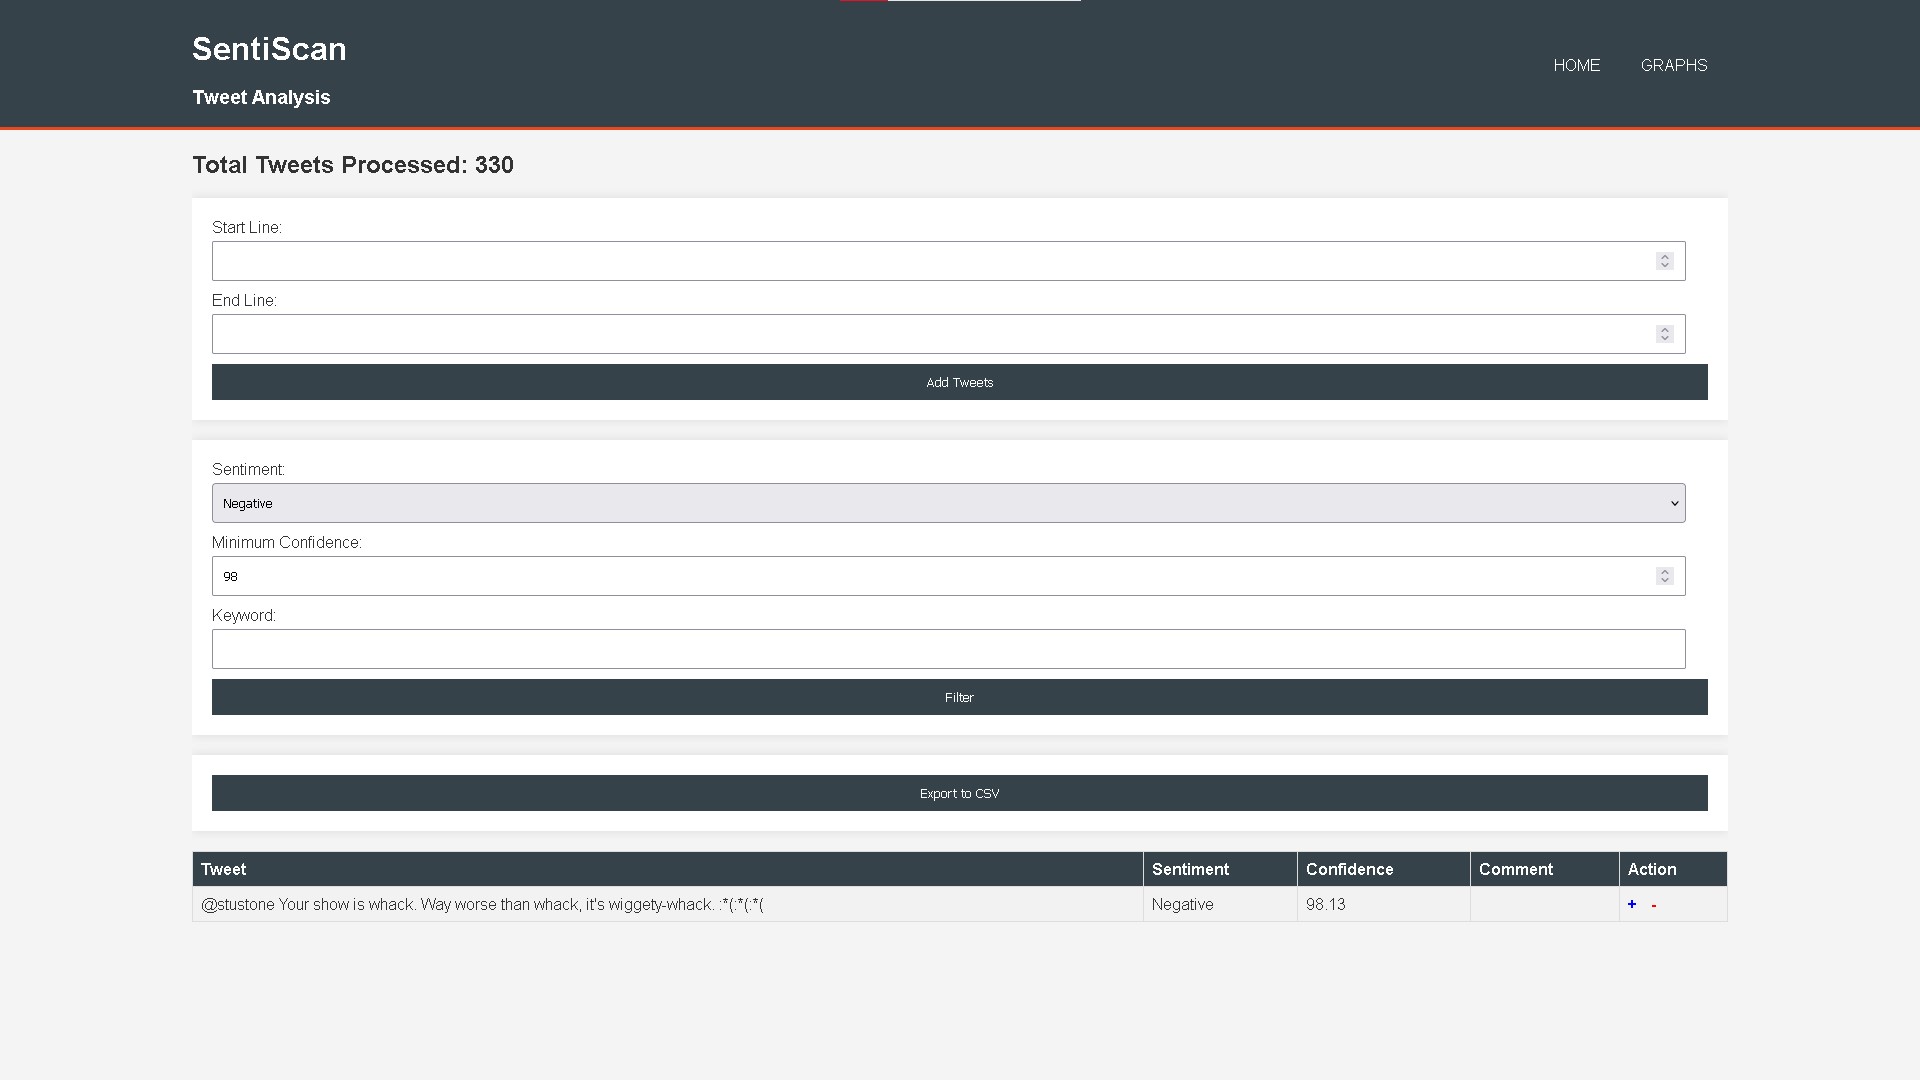 SentiScan
HOME
GRAPHS
Tweet Analysis
Total Tweets Processed: 330
Start Line:
End Line:
Add Tweets
Sentiment:
Negative
Minimum Confidence:
98
Keyword:
Filter
Export to CSV
Tweet Sentiment Confidence Comment Action
@stustone Your show is whack. Way worse than whack, it's wiggety-whack. :*(:*(:*( Negative 98.13 + -